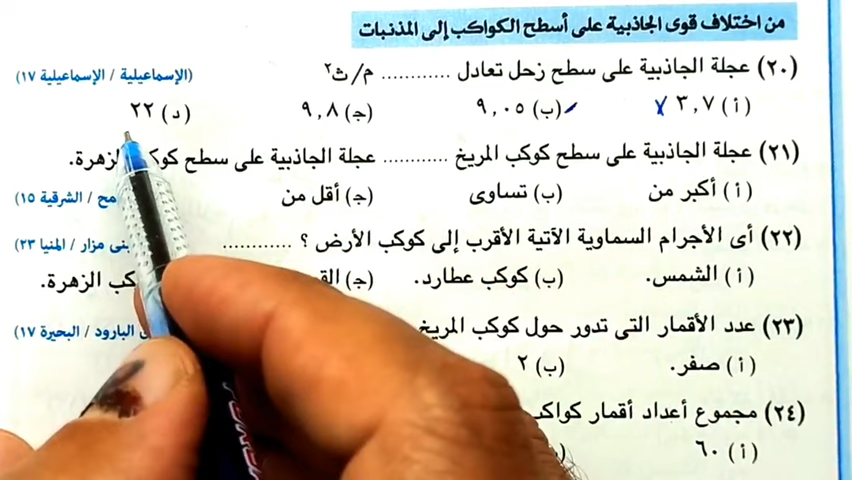 من اختلاف قوى الجاذبية على أسطح الكواكب إلى المذنبات
(٢٠) عجلة الجاذبية على سطح زحل تعادل ............ م/ث٢ (الإسماعيلية / الإسماعيلية ١٧)
(أ) ٣,٧ (ب) ٩,٠٥ (جـ) ٩,٨ (د) ٢٢
(٢١) عجلة الجاذبية على سطح كوكب المريخ ............ عجلة الجاذبية على سطح كوكب الزهرة.
(أ) أكبر من (ب) تساوى (جـ) أقل من / الشرقية ١٥)
(٢٢) أى الأجرام السماوية الآتية الأقرب إلى كوكب الأرض ؟ ............ مزار / المنيا ٢٣)
(أ) الشمس. (ب) كوكب عطارد. (جـ) الزهرة.
(٢٣) عدد الأقمار التى تدور حول كوكب المريخ البارود / البحيرة ١٧)
(أ) صفر. (ب) ٢
(٢٤) مجموع أعداد أقمار
(أ) ٦٠